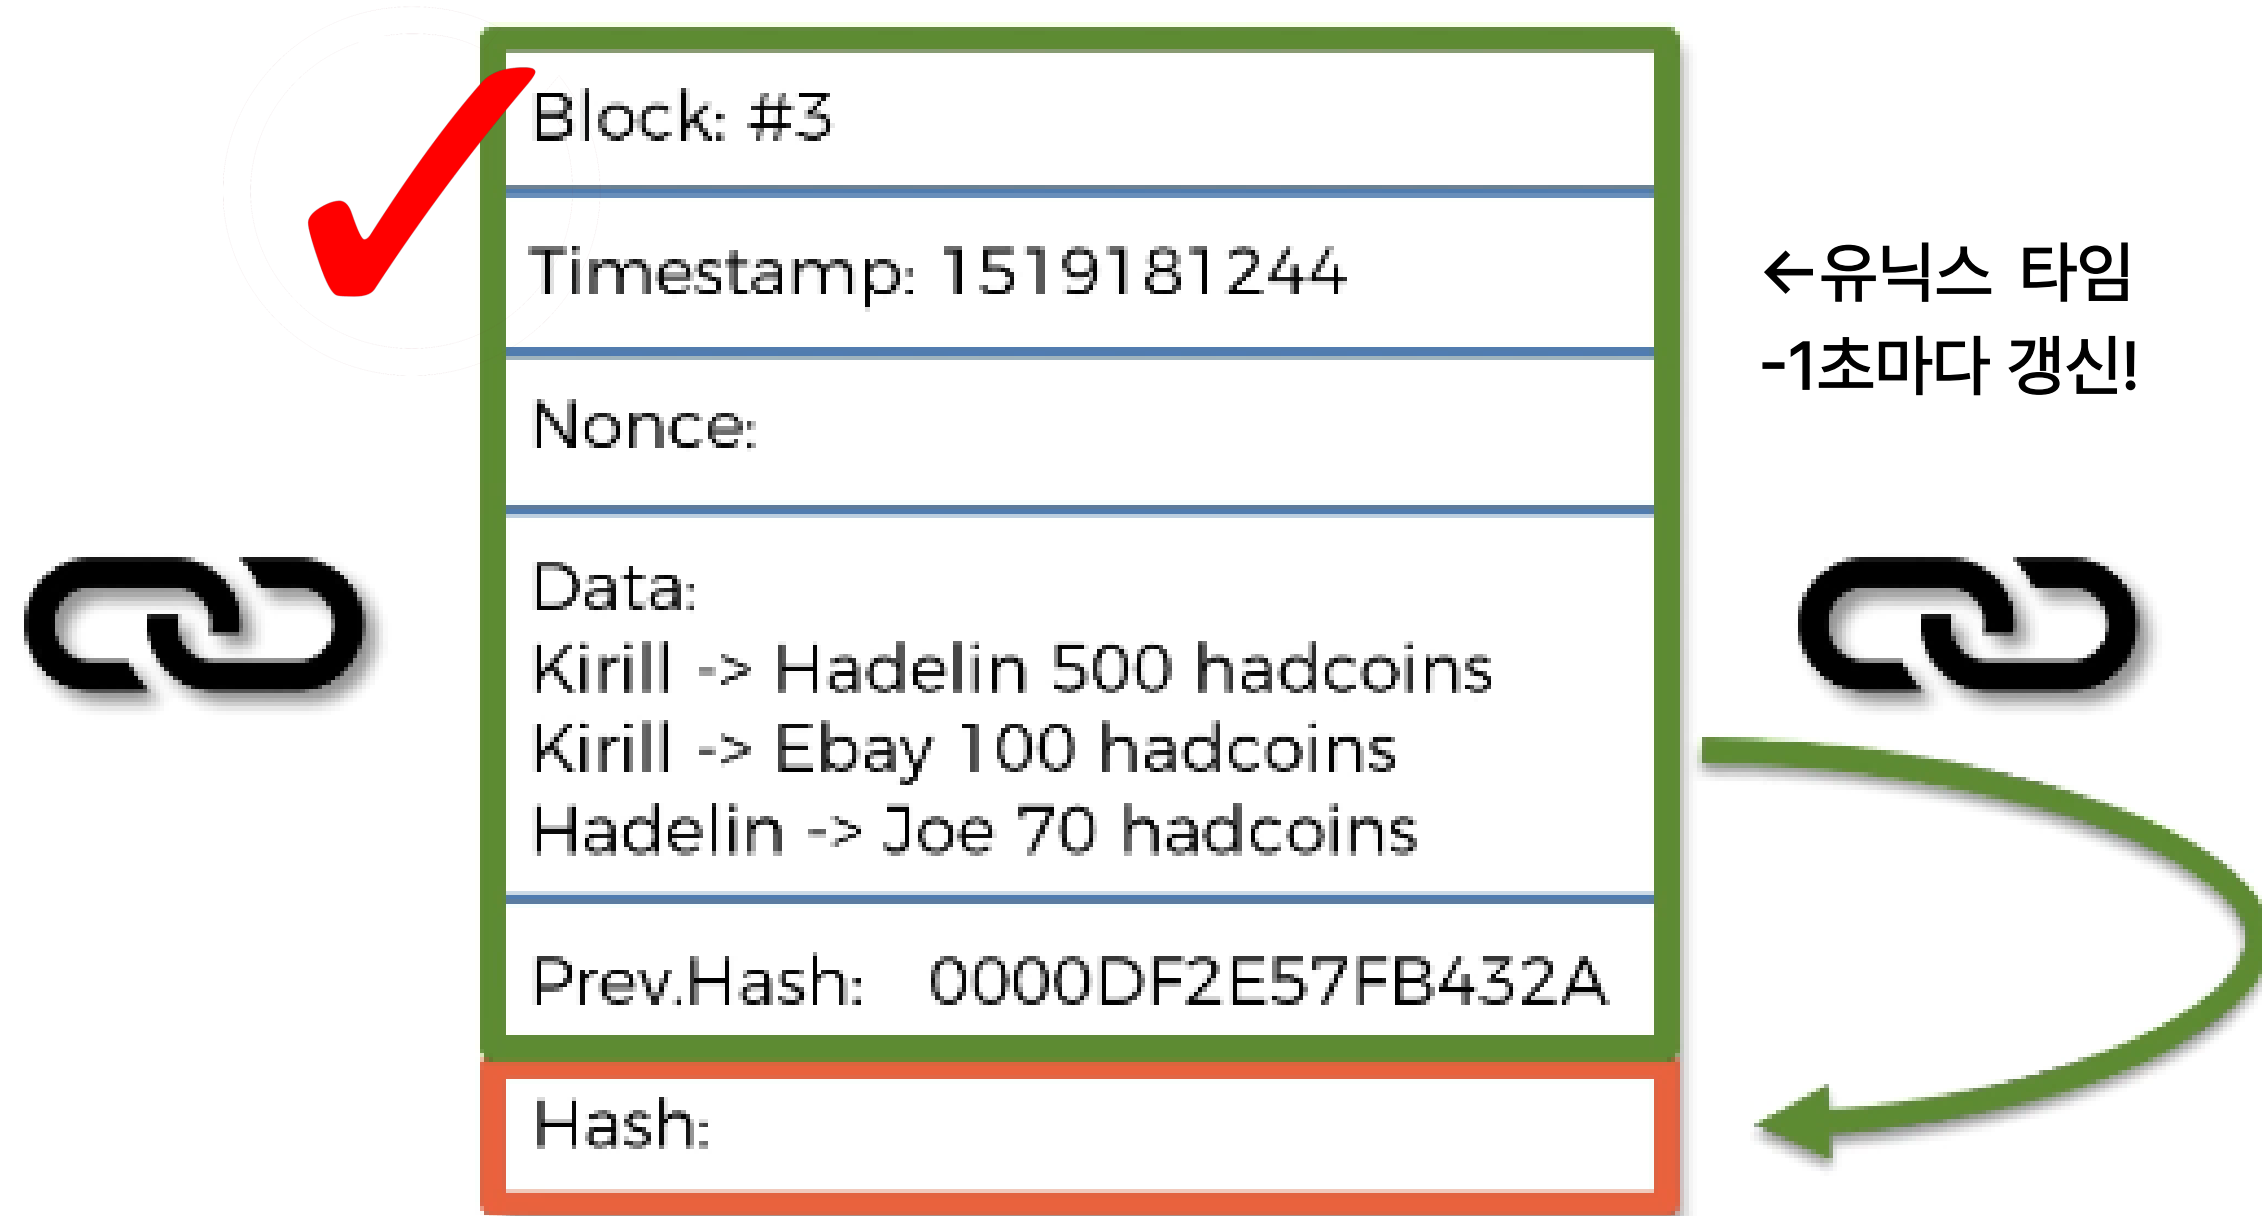 Block: #3
Timestamp: 1519181244
←유닉스 타임
-1초마다 갱신!
Nonce:
Data:
Kirill -> Hadelin 500 hadcoins
Kirill -> Ebay 100 hadcoins
Hadelin -> Joe 70 hadcoins
Prev.Hash: 0000DF2E57FB432A
Hash: